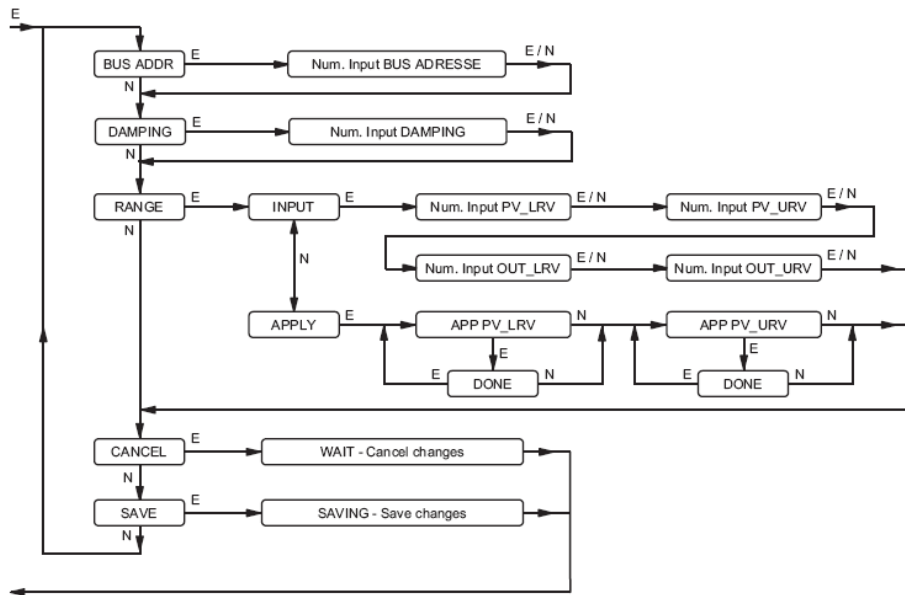 E
BUS ADDR
E
Num. Input BUS ADRESSE
E / N
N
DAMPING
E
Num. Input DAMPING
E / N
N
RANGE
E
INPUT
E
Num. Input PV_LRV
E / N
Num. Input PV_URV
E / N
N
N
Num. Input OUT_LRV
E / N
Num. Input OUT_URV
E / N
APPLY
E
APP PV_LRV
N
APP PV_URV
N
E
E
E
DONE
N
E
DONE
N
CANCEL
E
WAIT - Cancel changes
N
SAVE
E
SAVING - Save changes
N